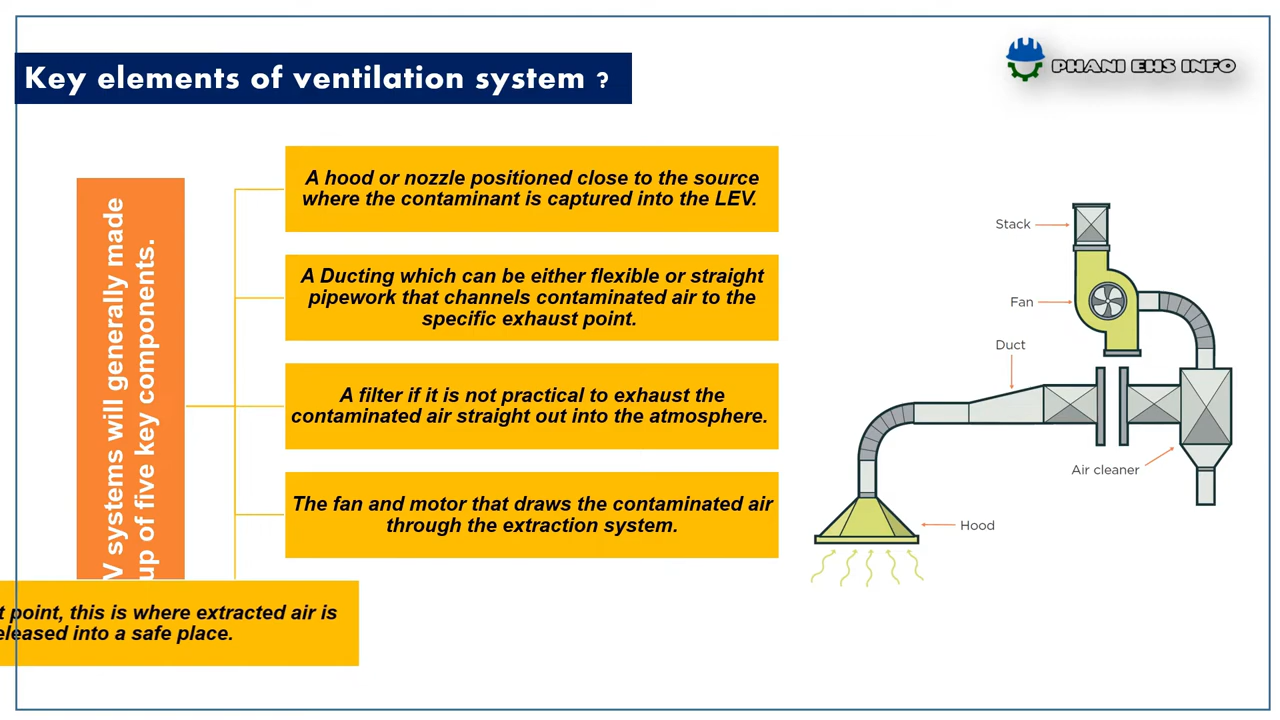 Key elements of ventilation system ?
PHANI EHS INFO
V systems will generally made
up of five key components.
A hood or nozzle positioned close to the source
where the contaminant is captured into the LEV.
A Ducting which can be either flexible or straight
pipework that channels contaminated air to the
specific exhaust point.
A filter if it is not practical to exhaust the
contaminated air straight out into the atmosphere.
The fan and motor that draws the contaminated air
through the extraction system.
point, this is where extracted air is
into a safe place.
Stack
Fan
Duct
Air cleaner
Hood